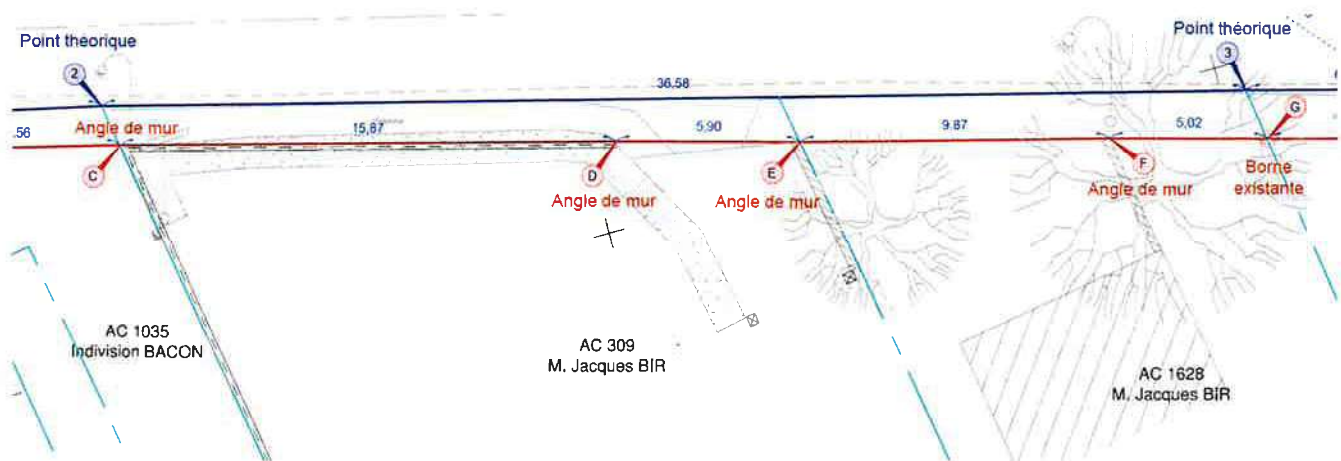 Point théorique
Point théorique
2
3
36,58
.56
Angle de mur
15,87
5,90
9.87
5,02
G
C
D
E
F
Angle de mur
Angle de mur
Angle de mur
Borne
existante
AC 1035
Indivision BACON
AC 309
M. Jacques BIR
AC 1628
M. Jacques BIR